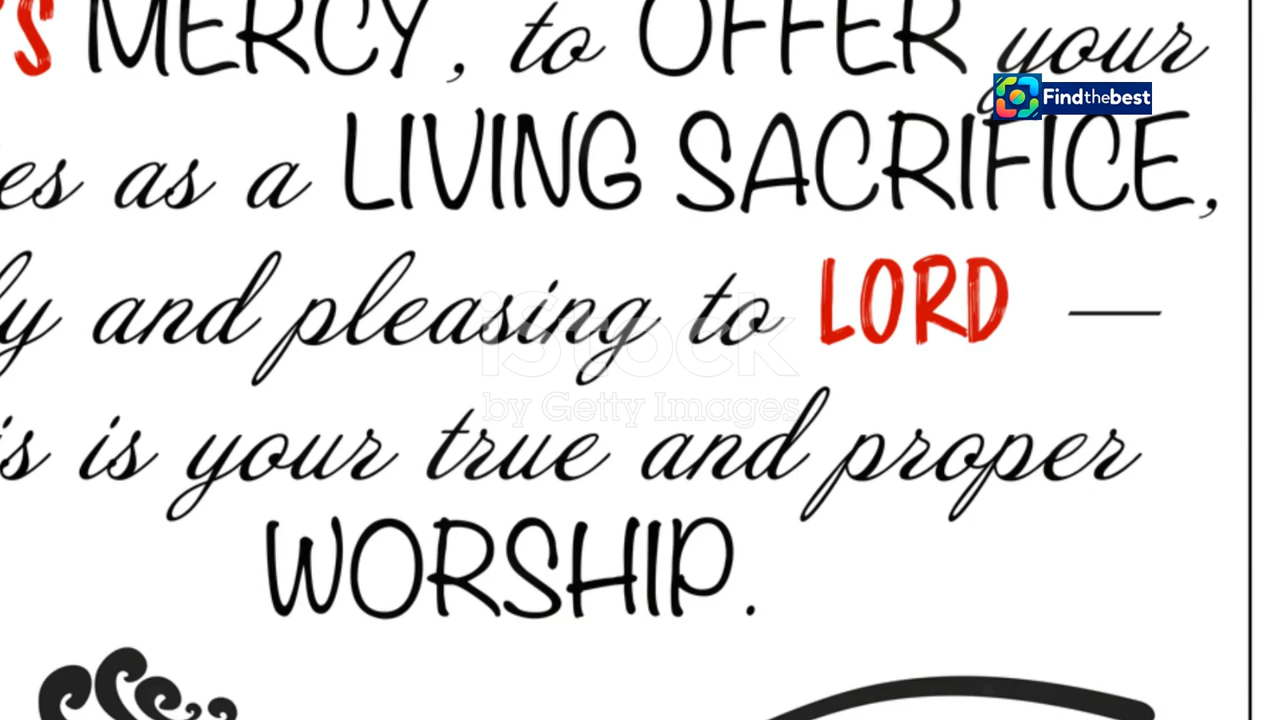 'S MERCY, to OFFER your
Findthebest
es as a LIVING SACRIFICE,
ly and pleasing to LORD —
iStock
by Getty Images
is is your true and proper
WORSHIP.